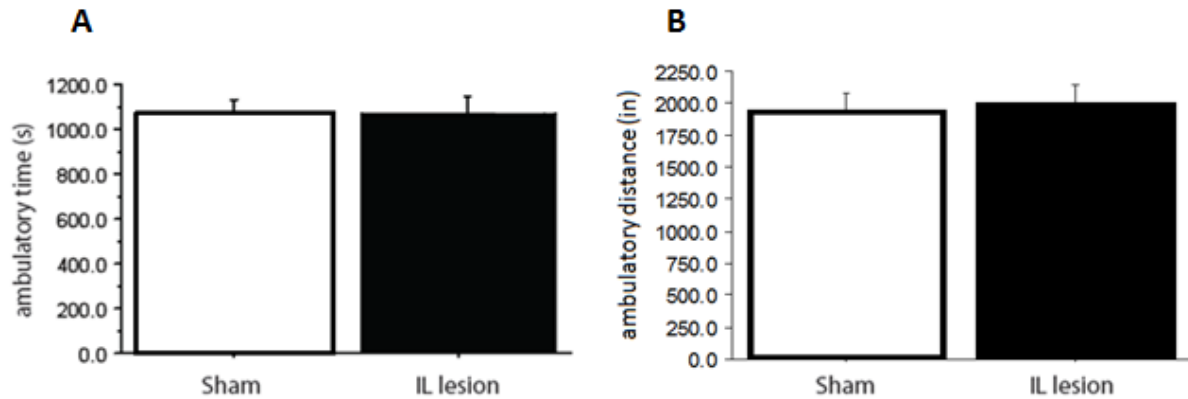 A
ambulatory time (s)
1200.0
1000.0
800.0
600.0
400.0
200.0
0.0
Sham
IL lesion
B
ambulatory distance (in)
2250.0
2000.0
1750.0
1500.0
1250.0
1000.0
750.0
500.0
250.0
0.0
Sham
IL lesion